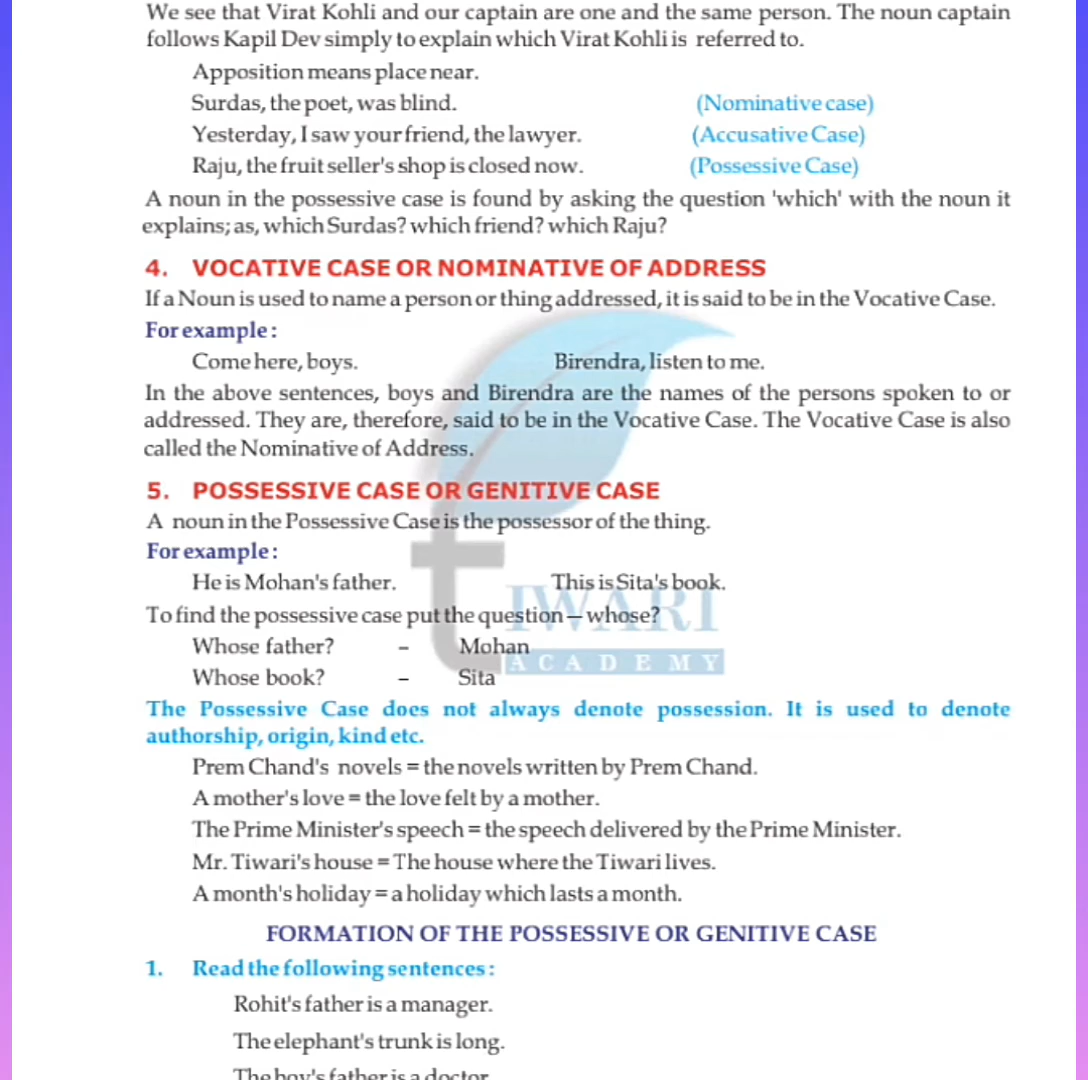 We see that Virat Kohli and our captain are one and the same person. The noun captain
follows Kapil Dev simply to explain which Virat Kohli is referred to.
Apposition means place near.
Surdas, the poet, was blind. (Nominative case)
Yesterday, I saw your friend, the lawyer. (Accusative Case)
Raju, the fruit seller's shop is closed now. (Possessive Case)
A noun in the possessive case is found by asking the question 'which' with the noun it
explains; as, which Surdas? which friend? which Raju?
4. VOCATIVE CASE OR NOMINATIVE OF ADDRESS
If a Noun is used to name a person or thing addressed, it is said to be in the Vocative Case.
For example :
Come here, boys. Birendra, listen to me.
In the above sentences, boys and Birendra are the names of the persons spoken to or
addressed. They are, therefore, said to be in the Vocative Case. The Vocative Case is also
called the Nominative of Address.
5. POSSESSIVE CASE OR GENITIVE CASE
A noun in the Possessive Case is the possessor of the thing.
For example :
He is Mohan's father. This is Sita's book.
To find the possessive case put the question – whose?
Whose father? – Mohan
Whose book? – Sita
TIWARI
ACADEMY
The Possessive Case does not always denote possession. It is used to denote
authorship, origin, kind etc.
Prem Chand's novels = the novels written by Prem Chand.
A mother's love = the love felt by a mother.
The Prime Minister's speech = the speech delivered by the Prime Minister.
Mr. Tiwari's house = The house where the Tiwari lives.
A month's holiday = a holiday which lasts a month.
FORMATION OF THE POSSESSIVE OR GENITIVE CASE
1. Read the following sentences :
Rohit's father is a manager.
The elephant's trunk is long.
The boy's father is a doctor